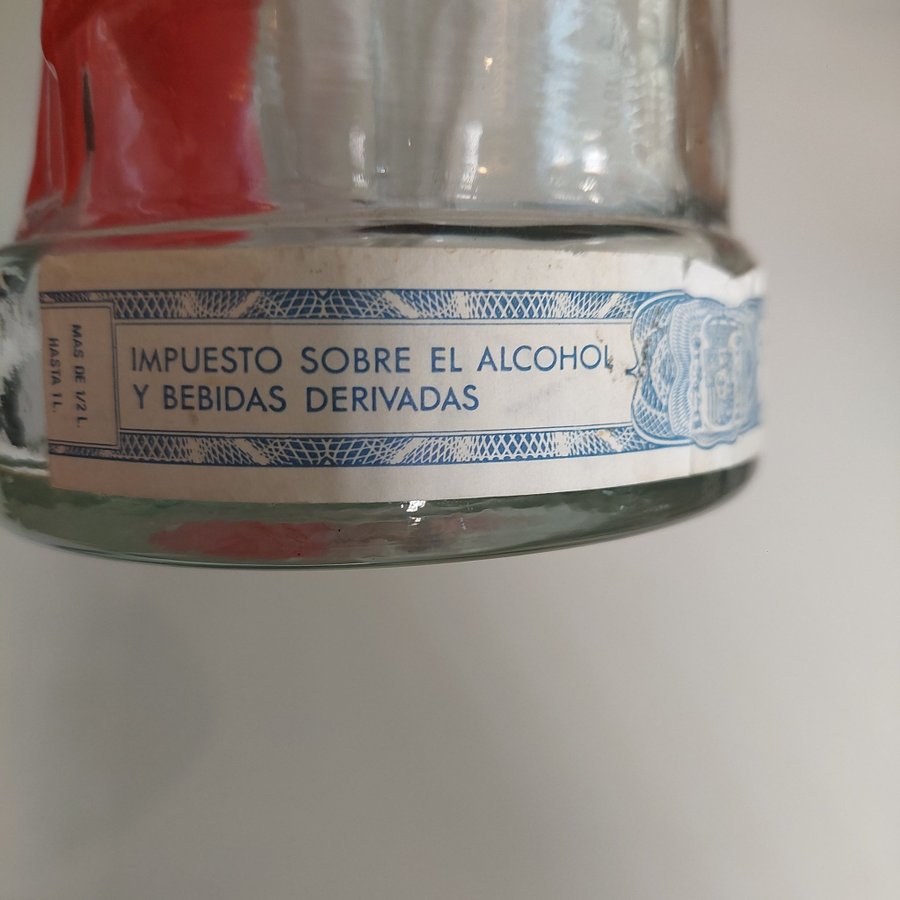 MAS DE 1/2 L.
HASTA 1 L.
IMPUESTO SOBRE EL ALCOHOL
Y BEBIDAS DERIVADAS